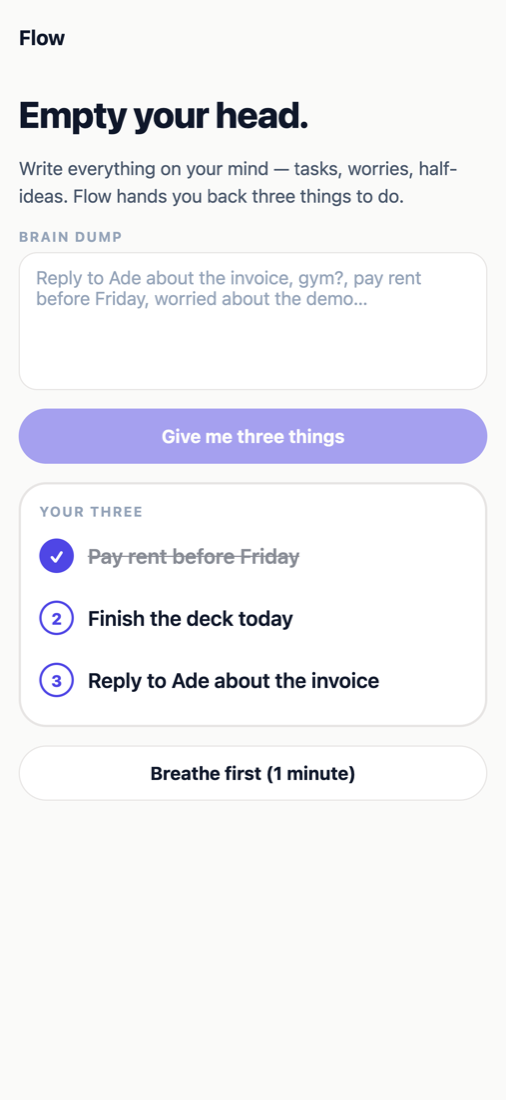 Flow
Empty your head.
Write everything on your mind — tasks, worries, half-
ideas. Flow hands you back three things to do.
BRAIN DUMP
Reply to Ade about the invoice, gym?, pay rent
before Friday, worried about the demo...
Give me three things
YOUR THREE
Pay rent before Friday
2 Finish the deck today
3 Reply to Ade about the invoice
Breathe first (1 minute)